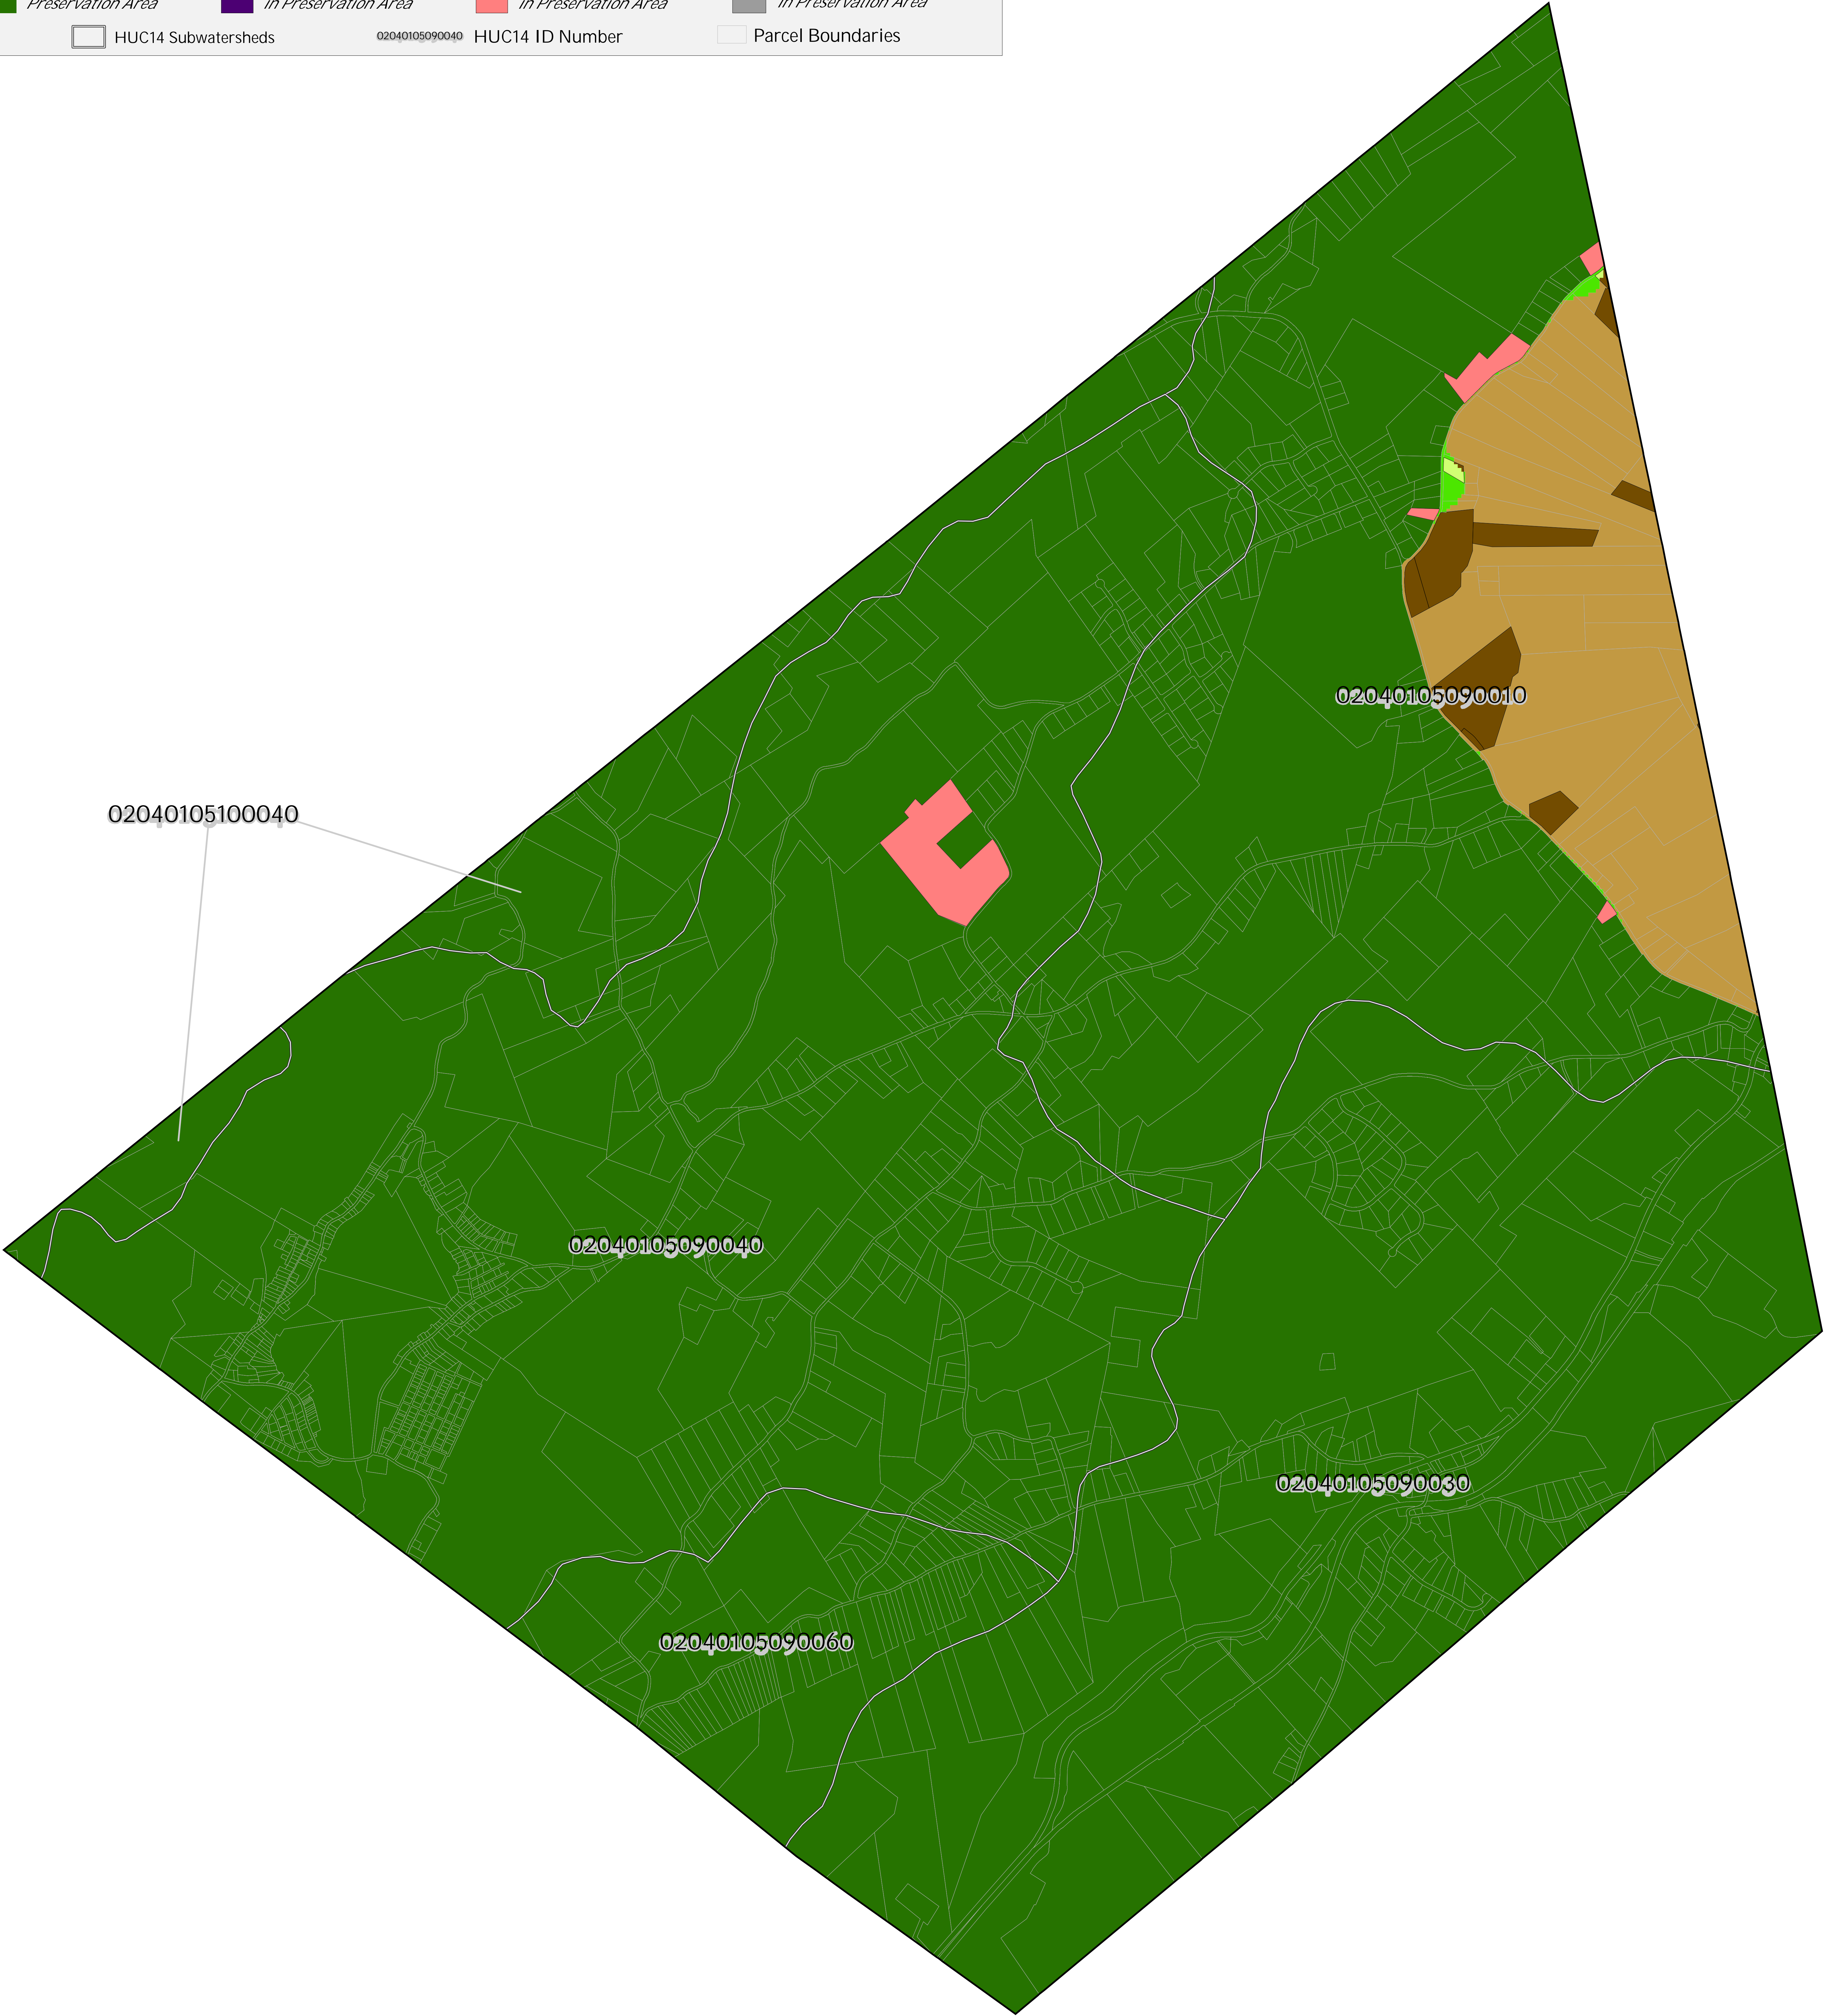 Preservation Area in Preservation Area in Preservation Area in Preservation Area
HUC14 Subwatersheds 02040105090040 HUC14 ID Number Parcel Boundaries
02040105090010
02040105100040
02040105090040
02040105090030
02040105090060